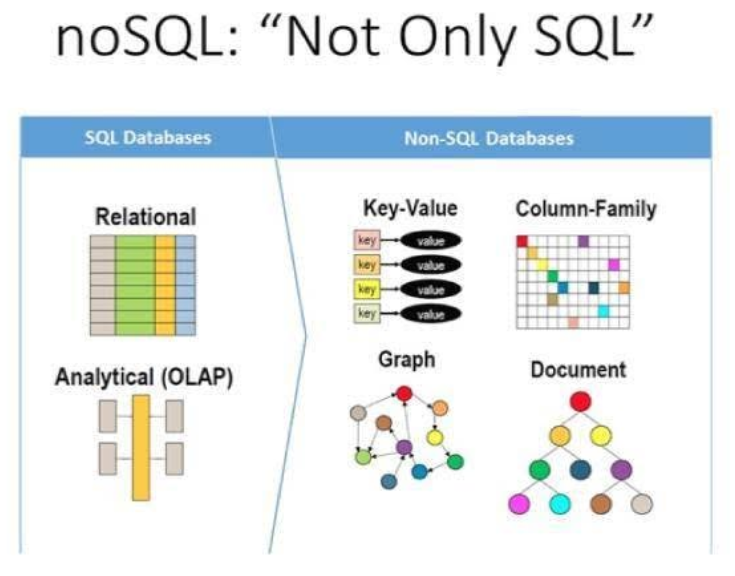 noSQL: “Not Only SQL”
SQL Databases
Non-SQL Databases
Relational
Analytical (OLAP)
Key-Value
key value
key value
key value
key value
Column-Family
Graph
Document